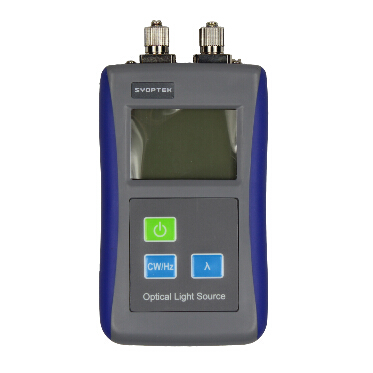 SVOPTEK
CW/Hz
λ
Optical Light Source